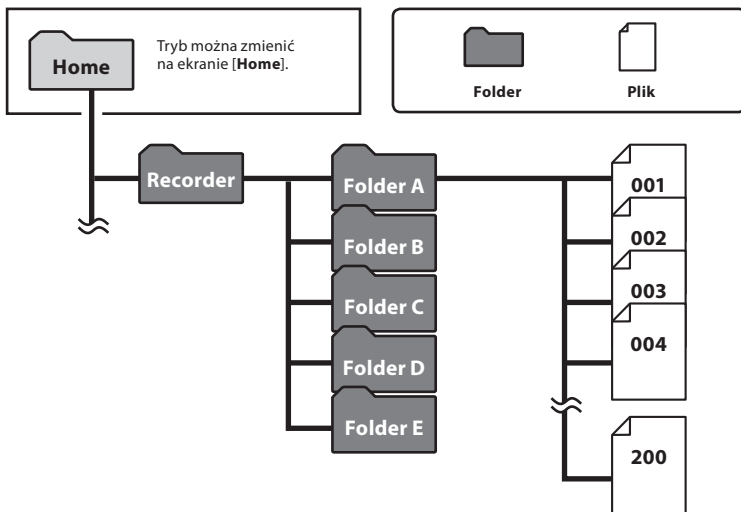 Home
Tryb można zmienić
na ekranie [Home].
Folder
Plik
Recorder
Folder A
Folder B
Folder C
Folder D
Folder E
001
002
003
004
200